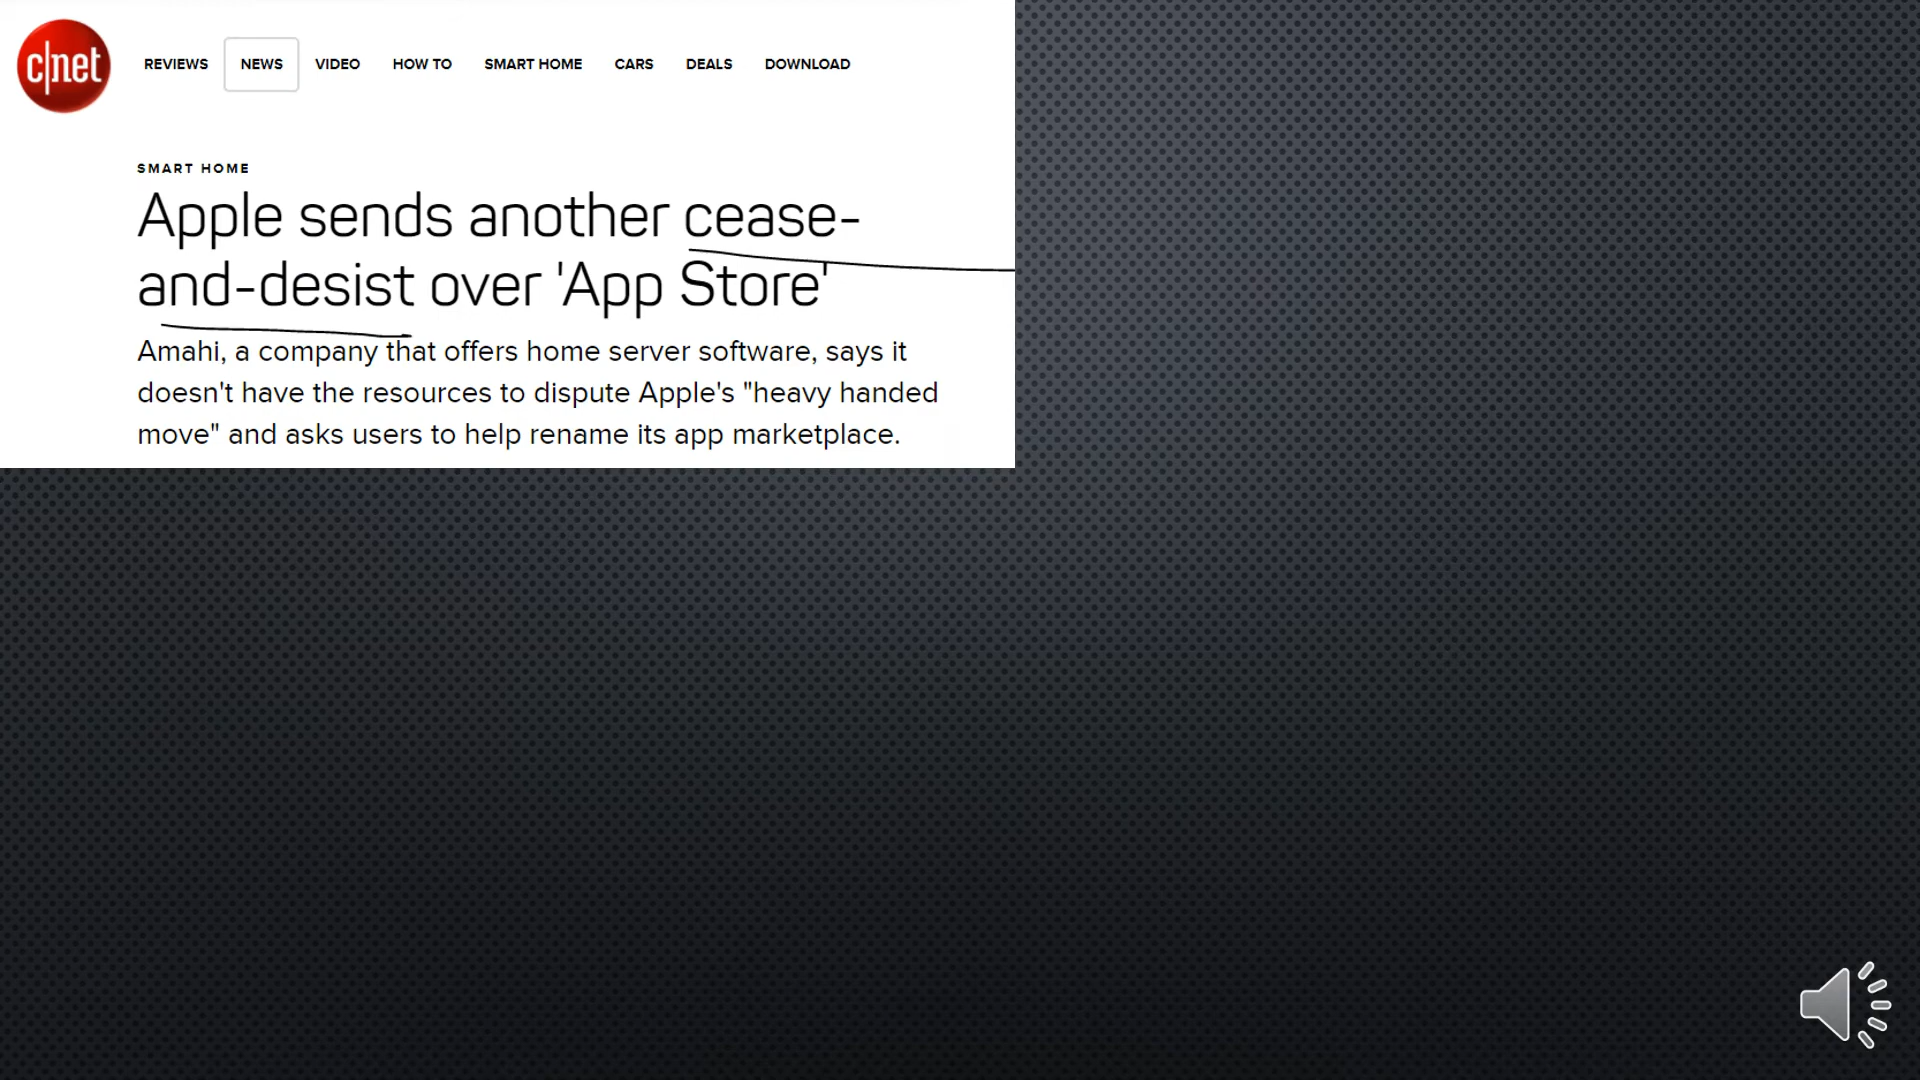 c|net
REVIEWS NEWS VIDEO HOW TO SMART HOME CARS DEALS DOWNLOAD
SMART HOME
Apple sends another cease-
and-desist over 'App Store'
Amahi, a company that offers home server software, says it
doesn't have the resources to dispute Apple's "heavy handed
move" and asks users to help rename its app marketplace.